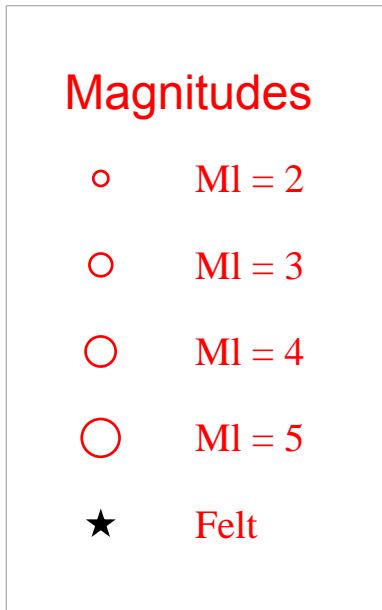 Magnitudes
Ml = 2
Ml = 3
Ml = 4
Ml = 5
Felt